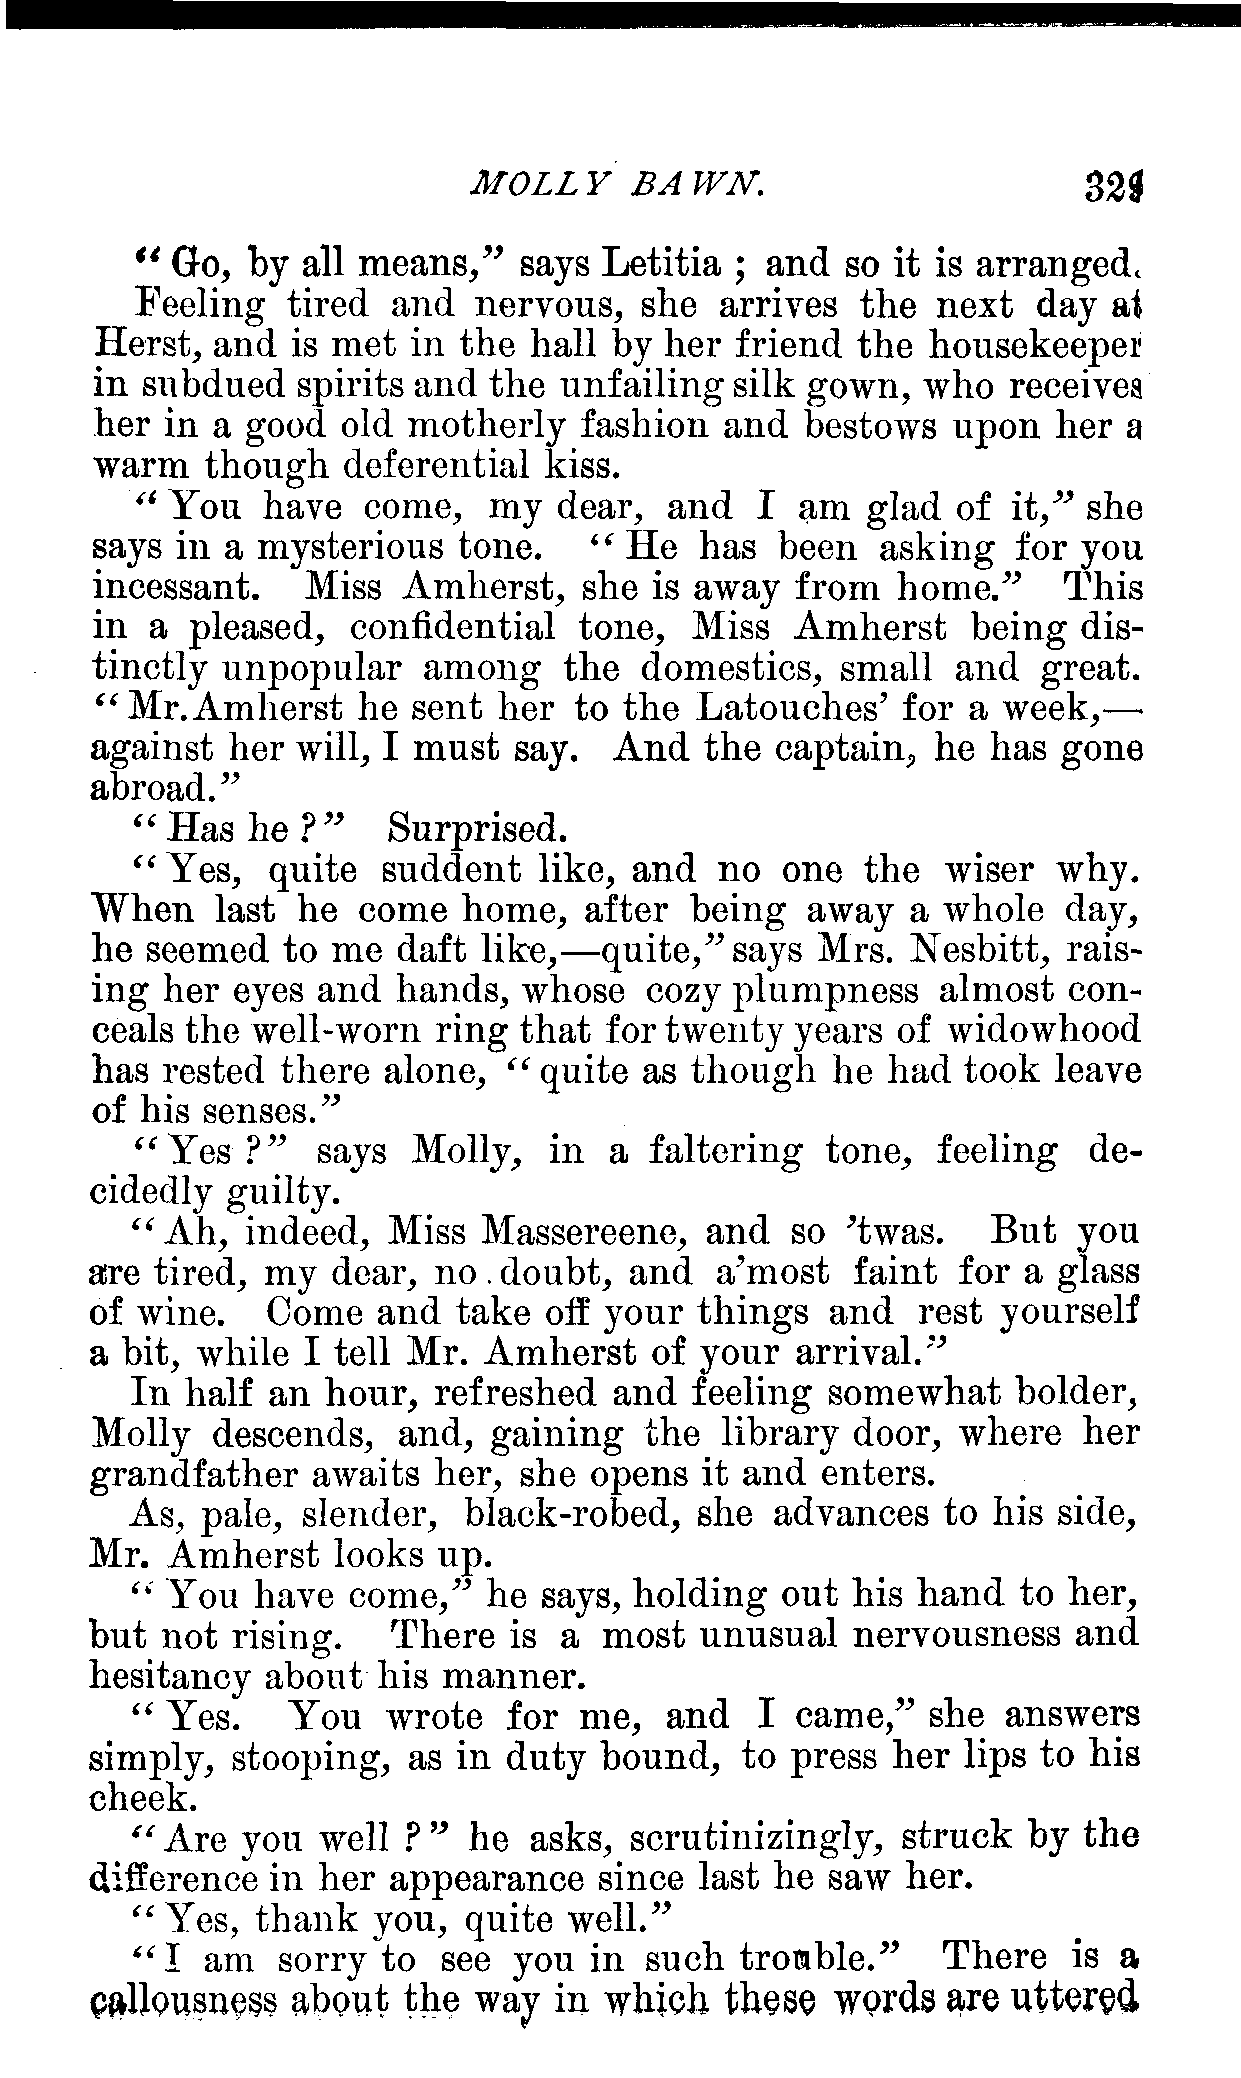 MOLLY BAWN. 329
"Go, by all means," says Letitia; and so it is arranged.
Feeling tired and nervous, she arrives the next day at
Herst, and is met in the hall by her friend the housekeeper
in subdued spirits and the unfailing silk gown, who receives
her in a good old motherly fashion and bestows upon her a
warm though deferential kiss.
"You have come, my dear, and I am glad of it," she
says in a mysterious tone. "He has been asking for you
incessant. Miss Amherst, she is away from home." This
in a pleased, confidential tone, Miss Amherst being dis-
tinctly unpopular among the domestics, small and great.
"Mr. Amherst he sent her to the Latouches' for a week,—
against her will, I must say. And the captain, he has gone
abroad."
"Has he?" Surprised.
"Yes, quite suddent like, and no one the wiser why.
When last he come home, after being away a whole day,
he seemed to me daft like,—quite," says Mrs. Nesbitt, rais-
ing her eyes and hands, whose cozy plumpness almost con-
ceals the well-worn ring that for twenty years of widowhood
has rested there alone, "quite as though he had took leave
of his senses."
"Yes?" says Molly, in a faltering tone, feeling de-
cidedly guilty.
"Ah, indeed, Miss Massereene, and so 'twas. But you
are tired, my dear, no doubt, and a'most faint for a glass
of wine. Come and take off your things and rest yourself
a bit, while I tell Mr. Amherst of your arrival."
In half an hour, refreshed and feeling somewhat bolder,
Molly descends, and, gaining the library door, where her
grandfather awaits her, she opens it and enters.
As, pale, slender, black-robed, she advances to his side,
Mr. Amherst looks up.
"You have come," he says, holding out his hand to her,
but not rising. There is a most unusual nervousness and
hesitancy about his manner.
"Yes. You wrote for me, and I came," she answers
simply, stooping, as in duty bound, to press her lips to his
cheek.
"Are you well?" he asks, scrutinizingly, struck by the
difference in her appearance since last he saw her.
"Yes, thank you, quite well."
"I am sorry to see you in such trouble." There is a
callousness about the way in which these words are uttered